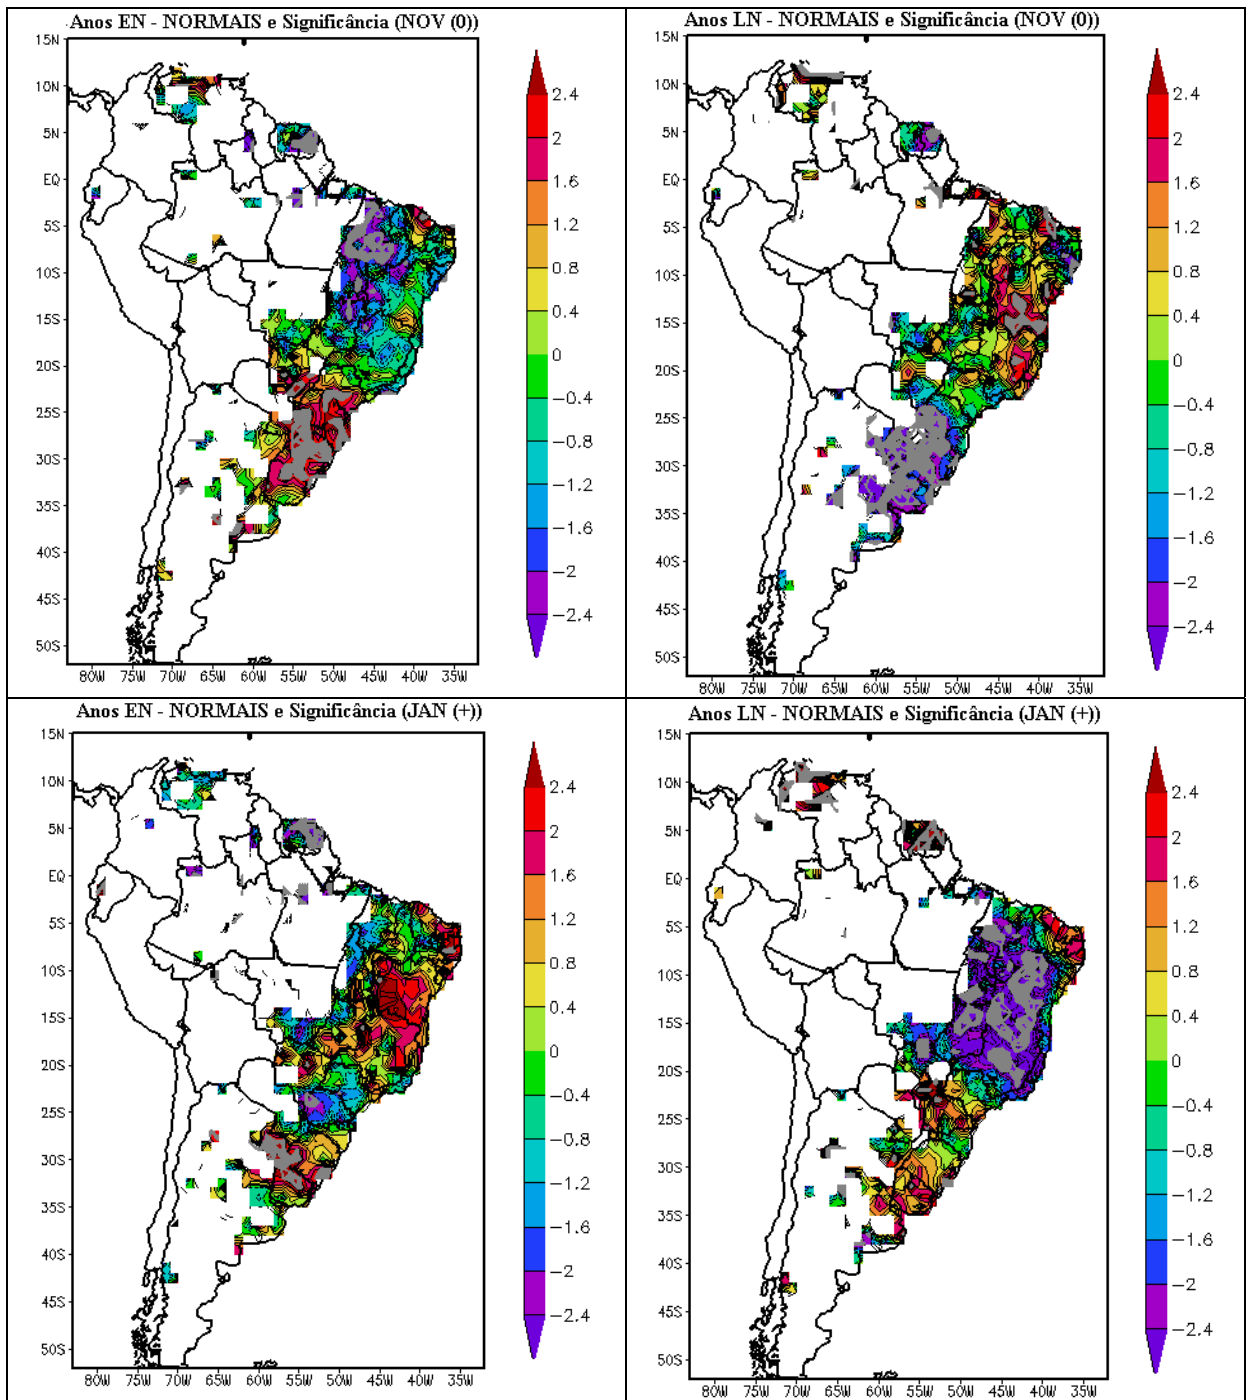 Anos EN - NORMAIS e Significância (NOV (0))
15N
10N
5N
EQ
5S
10S
15S
20S
25S
30S
35S
40S
45S
50S
80W 75W 70W 65W 60W 55W 50W 45W 40W 35W
2.4
2
1.6
1.2
0.8
0.4
0
−0.4
−0.8
−1.2
−1.6
−2
−2.4
Anos LN - NORMAIS e Significância (NOV (0))
15N
10N
5N
EQ
5S
10S
15S
20S
25S
30S
35S
40S
45S
50S
80W 75W 70W 65W 60W 55W 50W 45W 40W 35W
2.4
2
1.6
1.2
0.8
0.4
0
−0.4
−0.8
−1.2
−1.6
−2
−2.4
Anos EN - NORMAIS e Significância (JAN (+))
15N
10N
5N
EQ
5S
10S
15S
20S
25S
30S
35S
40S
45S
50S
80W 75W 70W 65W 60W 55W 50W 45W 40W 35W
2.4
2
1.6
1.2
0.8
0.4
0
−0.4
−0.8
−1.2
−1.6
−2
−2.4
Anos LN - NORMAIS e Significância (JAN (+))
15N
10N
5N
EQ
5S
10S
15S
20S
25S
30S
35S
40S
45S
50S
80W 75W 70W 65W 60W 55W 50W 45W 40W 35W
2.4
2
1.6
1.2
0.8
0.4
0
−0.4
−0.8
−1.2
−1.6
−2
−2.4